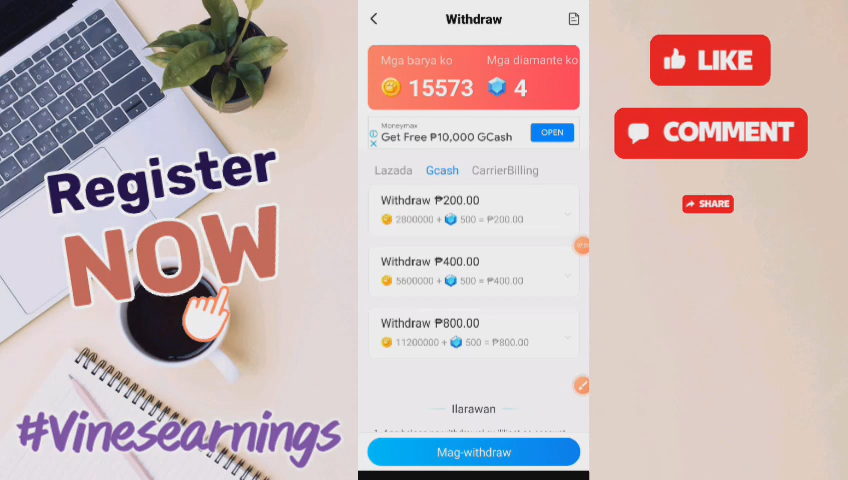 Register
NOW
#Vinesearnings
Withdraw
Mga barya ko
Mga diamante ko
15573
4
Moneymax
Get Free ₱10,000 GCash
OPEN
Lazada
Gcash
CarrierBilling
Withdraw ₱200.00
2800000 + 500 = ₱200.00
Withdraw ₱400.00
5600000 + 500 = ₱400.00
Withdraw ₱800.00
11200000 + 500 = ₱800.00
Ilarawan
Mag-withdraw
LIKE
COMMENT
SHARE